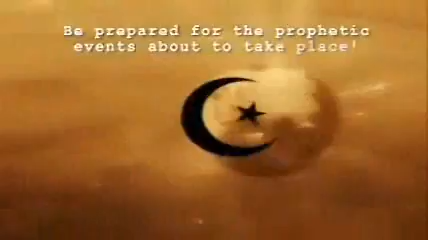 Be prepared for the prophetic
events about to take place!